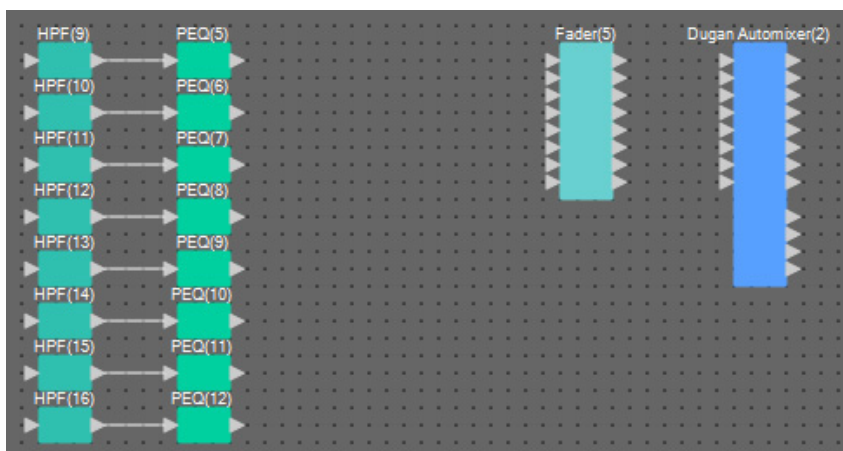 HPF(9) PEQ(5) Fader(5) Dugan Automixer(2)
HPF(10) PEQ(6)
HPF(11) PEQ(7)
HPF(12) PEQ(8)
HPF(13) PEQ(9)
HPF(14) PEQ(10)
HPF(15) PEQ(11)
HPF(16) PEQ(12)